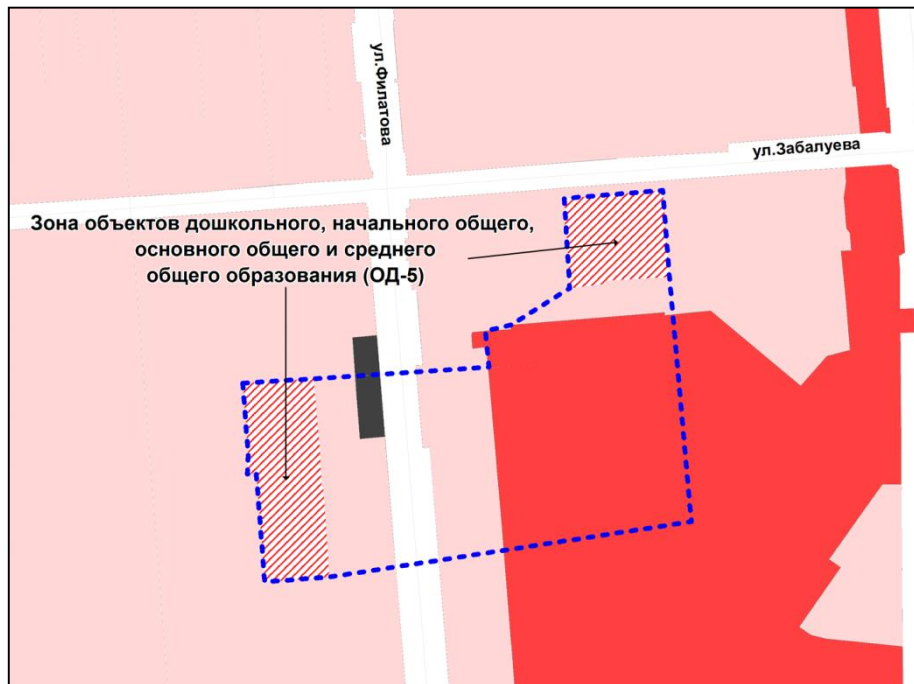 ул.Филатова
ул.Забалуева
Зона объектов дошкольного, начального общего,
основного общего и среднего
общего образования (ОД-5)